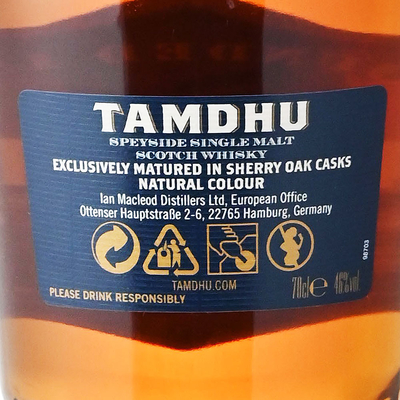 TAMDHU
SPEYSIDE SINGLE MALT
SCOTCH WHISKY
EXCLUSIVELY MATURED IN SHERRY OAK CASKS
NATURAL COLOUR
Ian Macleod Distillers Ltd, European Office
Ottenser Hauptstraße 2-6, 22765 Hamburg, Germany
TAMDHU.COM
70cl℮ 46%vol.
PLEASE DRINK RESPONSIBLY
98703